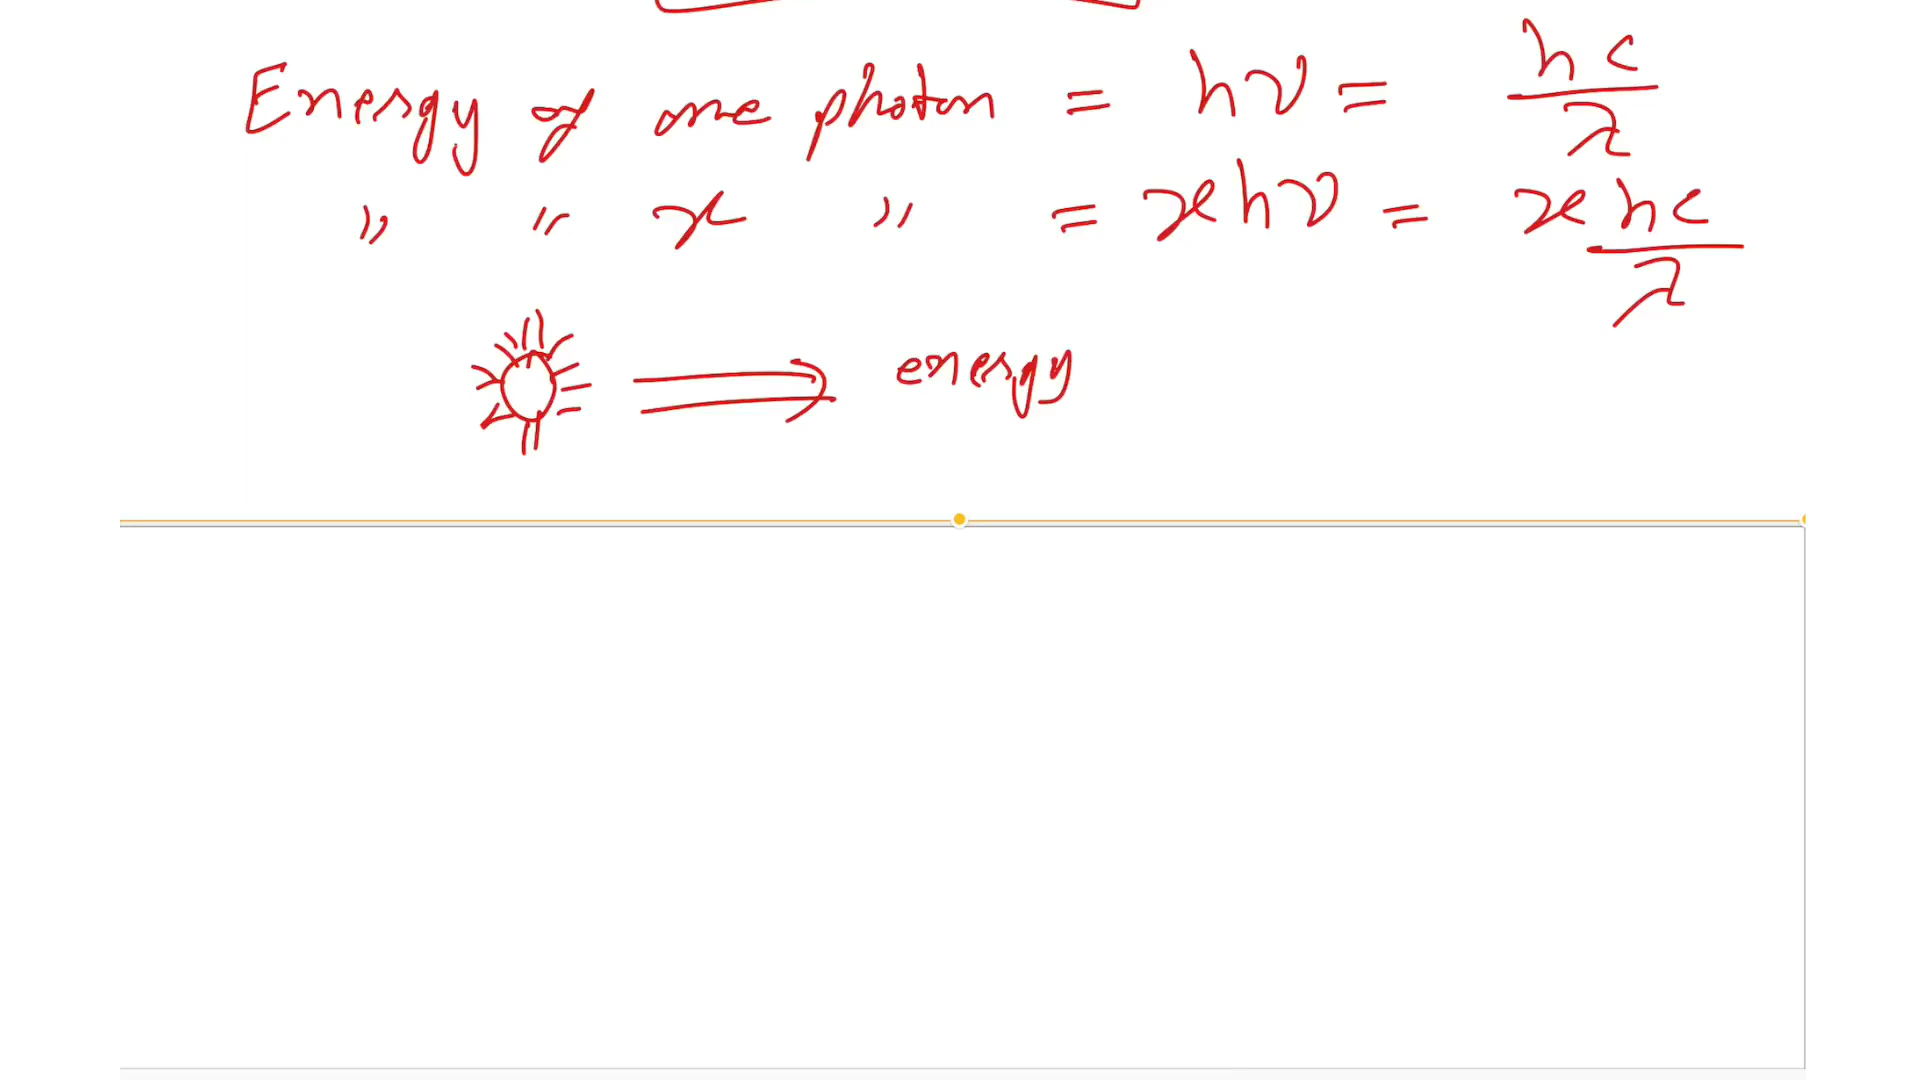 Energy of one photon = hν = hc/λ
" " x " = xhν = xhc/λ
energy